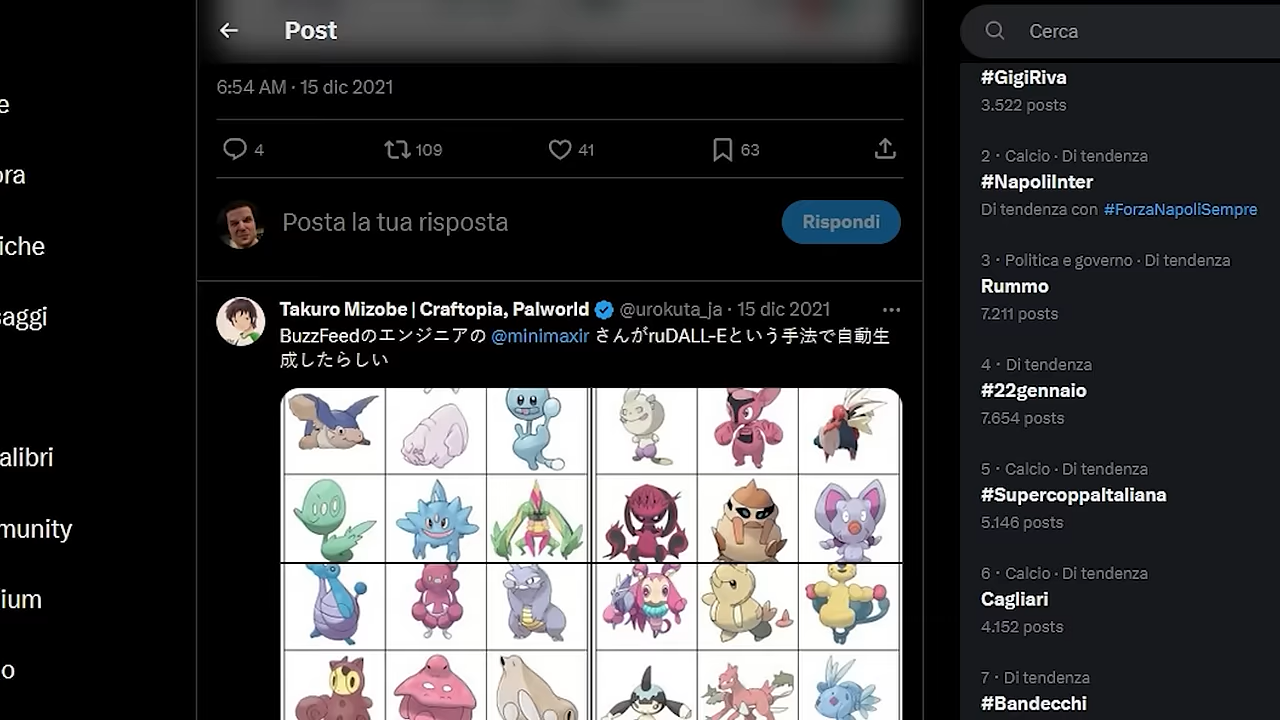 Post
6:54 AM · 15 dic 2021
4
109
41
63
Posta la tua risposta
Rispondi
Takuro Mizobe | Craftopia, Palworld @urokuta_ja · 15 dic 2021
BuzzFeedのエンジニアの @minimaxir さんがruDALL-Eという手法で自動生
成したらしい
e
ora
iche
saggi
alibri
munity
ium
o
Cerca
#GigiRiva
3.522 posts
2 · Calcio · Di tendenza
#NapoliInter
Di tendenza con #ForzaNapoliSempre
3 · Politica e governo · Di tendenza
Rummo
7.211 posts
4 · Di tendenza
#22gennaio
7.654 posts
5 · Calcio · Di tendenza
#SupercoppaItaliana
5.146 posts
6 · Calcio · Di tendenza
Cagliari
4.152 posts
7 · Di tendenza
#Bandecchi